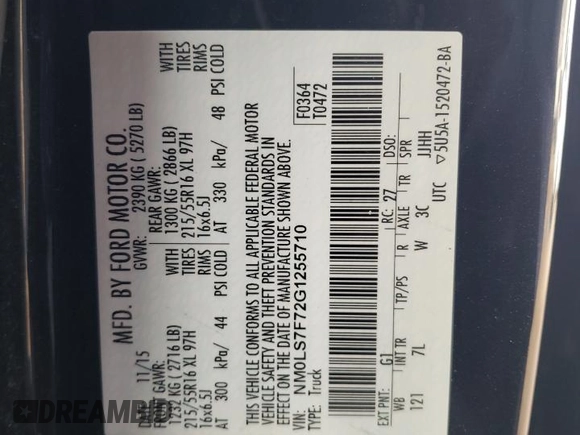 MFD. BY FORD MOTOR CO.
DATE: 11/15 GVWR: 2390 KG ( 5270 LB)
FRONT GAWR: REAR GAWR:
1232 KG ( 2716 LB) WITH 1300 KG ( 2866 LB) WITH
215/55R16 XL 97H TIRES 215/55R16 XL 97H TIRES
16x6.5J RIMS 16x6.5J RIMS
AT 300 kPa/ 44 PSI COLD AT 330 kPa/ 48 PSI COLD
THIS VEHICLE CONFORMS TO ALL APPLICABLE FEDERAL MOTOR
VEHICLE SAFETY AND THEFT PREVENTION STANDARDS IN
EFFECT ON THE DATE OF MANUFACTURE SHOWN ABOVE.
VIN: NM0LS7F72G1255710
TYPE: Truck
F0364
T0472
EXT PNT: G1 RC: 27 DSO:
WB INT TR TP/PS R AXLE TR SPR
121 7L W 3C JJHH
UTC ▽5U5A-1520472-BA
DREAMBID